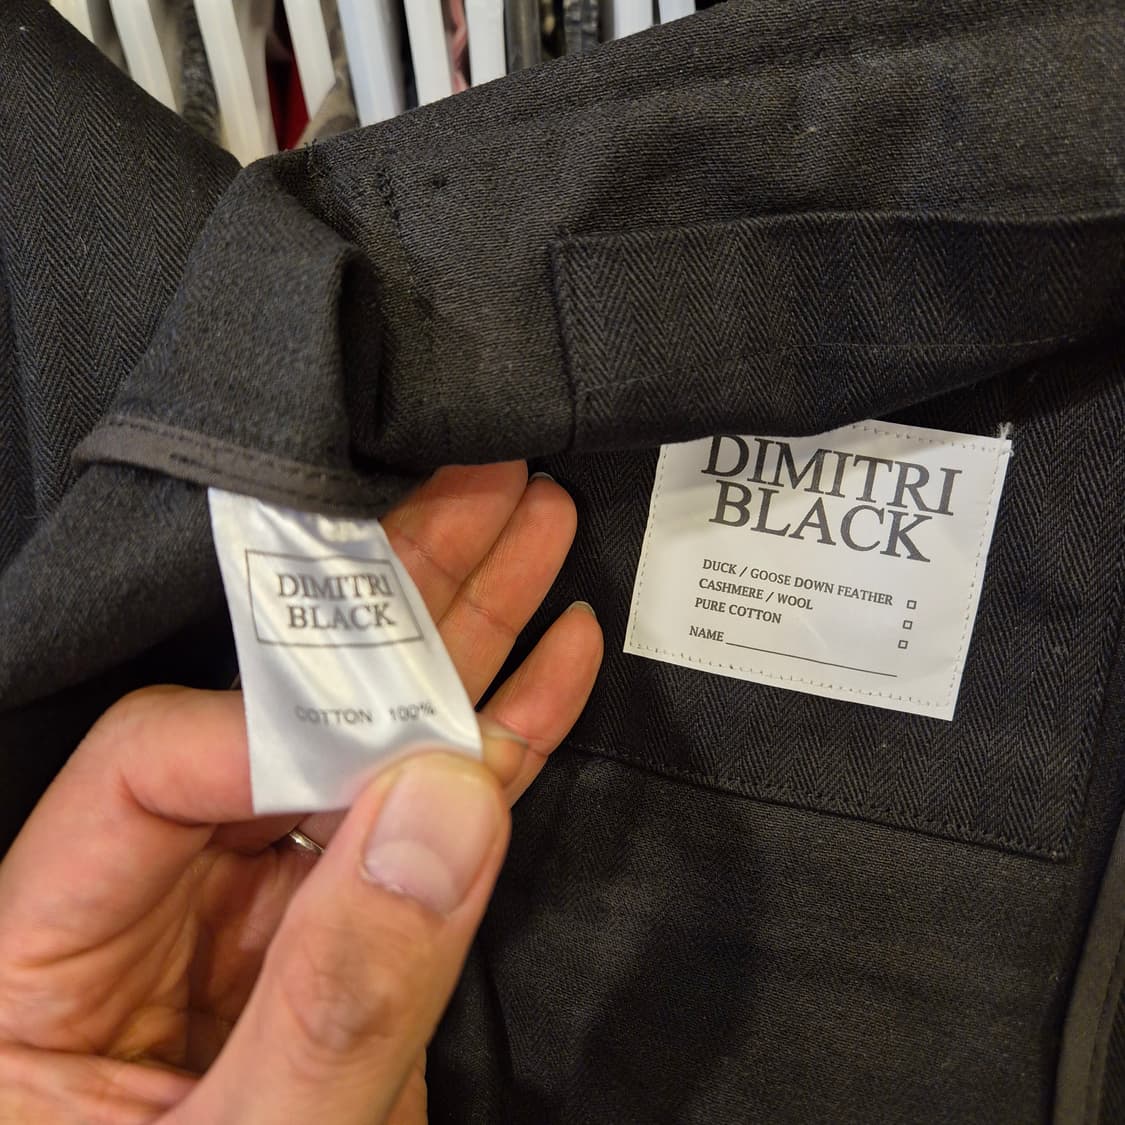 DIMITRI
BLACK
COTTON 100%
DIMITRI
BLACK
DUCK / GOOSE DOWN FEATHER
CASHMERE / WOOL
PURE COTTON
NAME